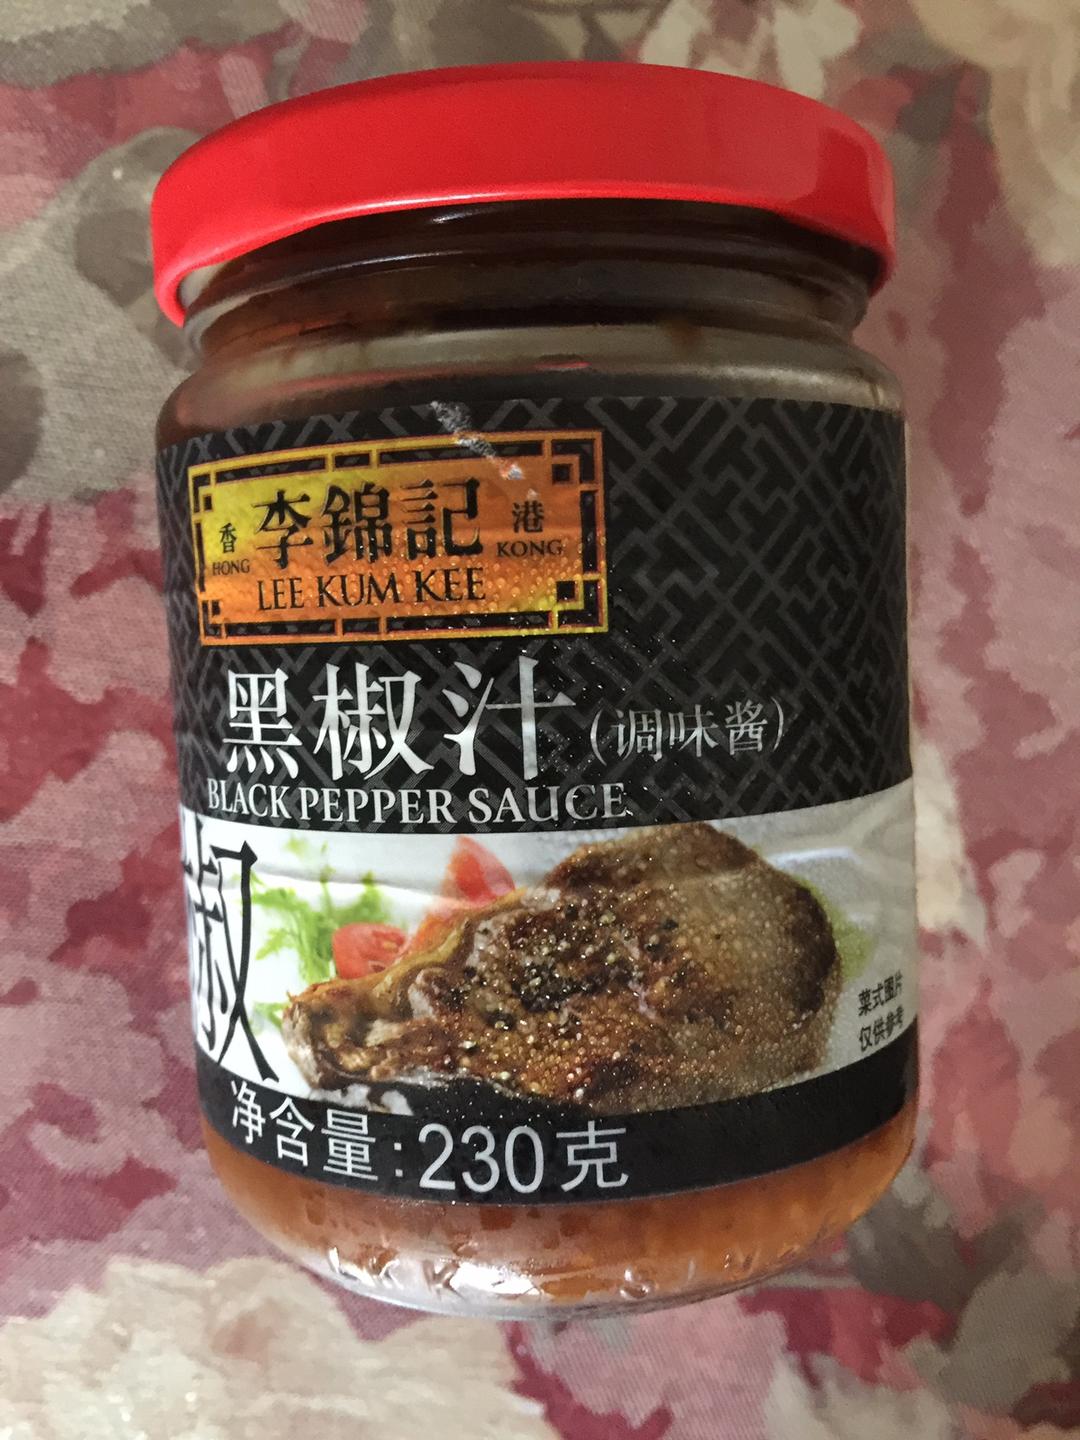 香 李錦記 港
HONG LEE KUM KEE KONG
黑椒汁（调味酱）
BLACK PEPPER SAUCE
椒
菜式图片
仅供参考
净含量:230克